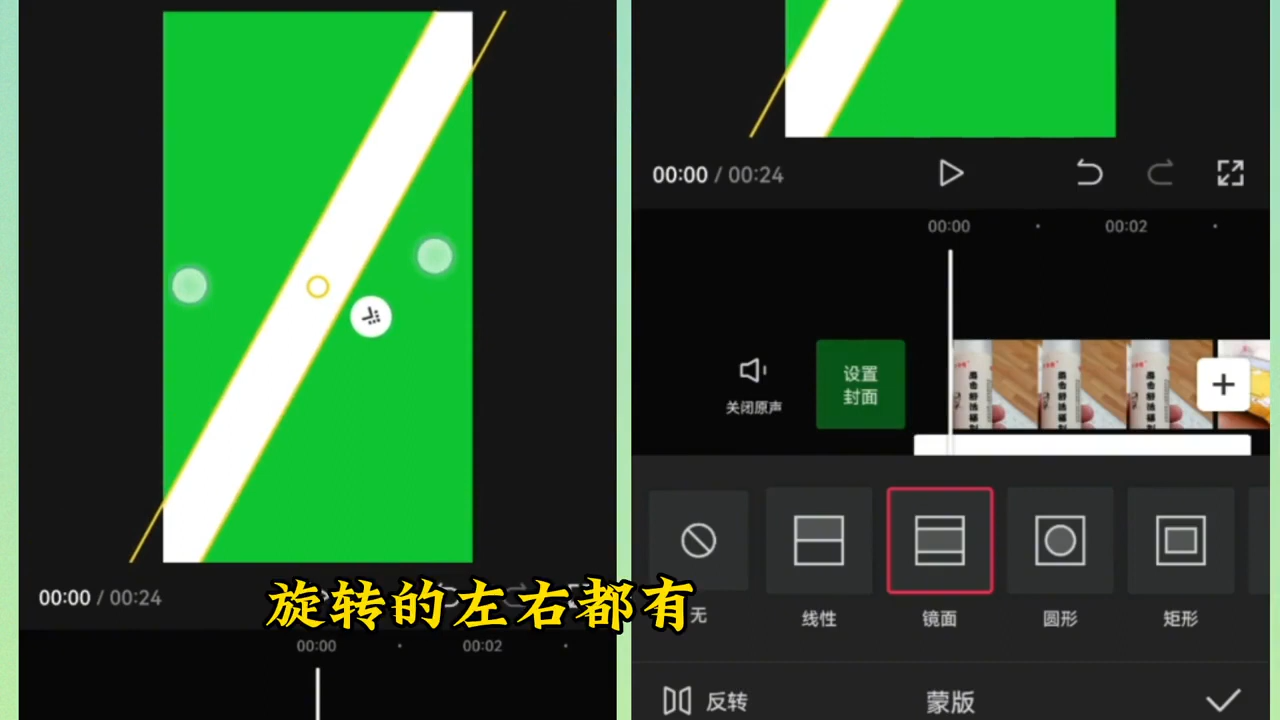 00:00 / 00:24
00:00
00:02
旋转的左右都有
00:00 / 00:24
00:00
00:02
关闭原声
设置
封面
无
线性
镜面
圆形
矩形
反转
蒙版